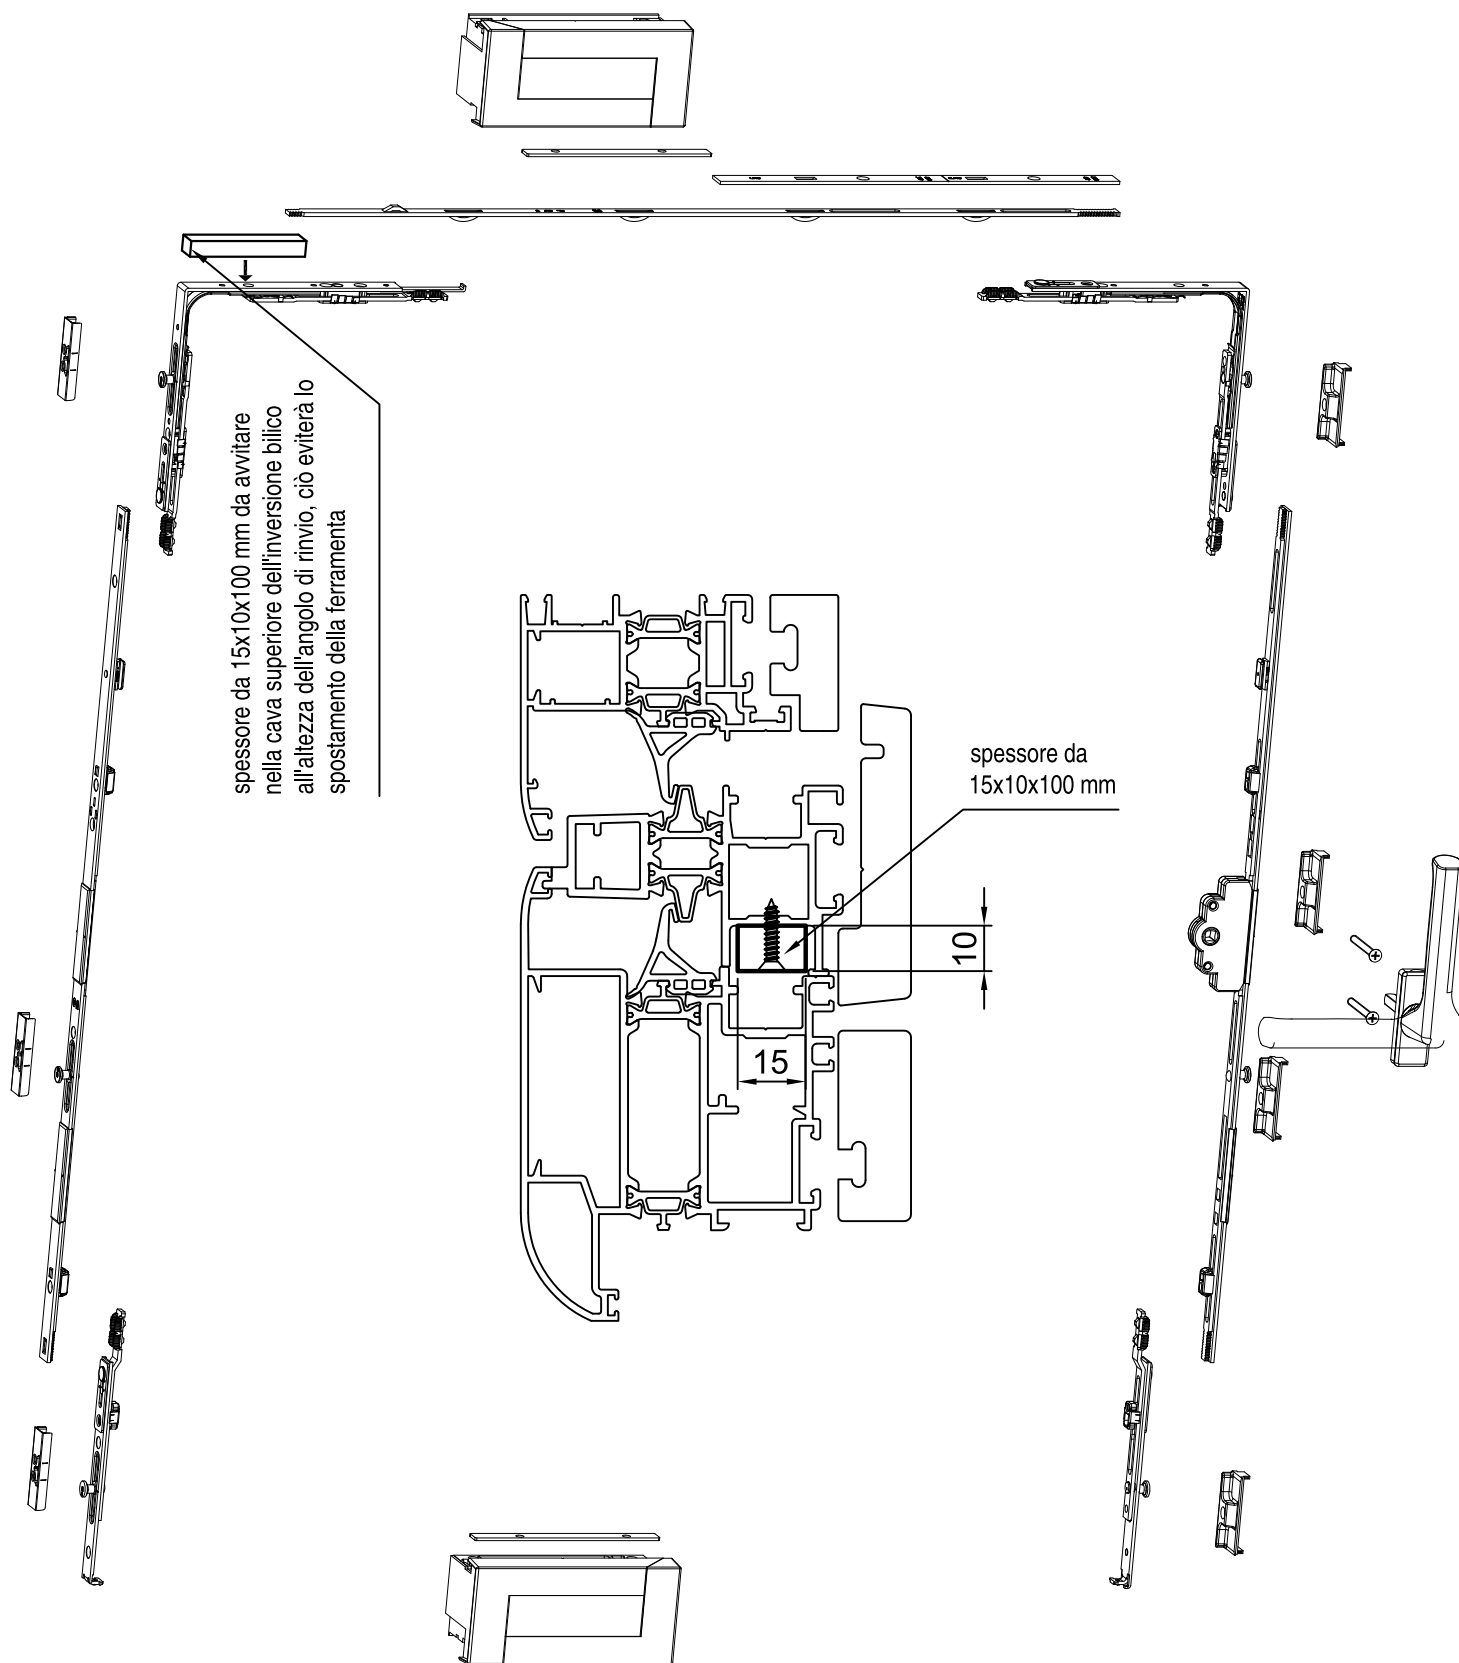 spessore da 15x10x100 mm da avvitare
nella cava superiore dell'inversione bilico
all'altezza dell'angolo di rinvio, ciò eviterà lo
spostamento della ferramenta
spessore da
15x10x100 mm
10
15